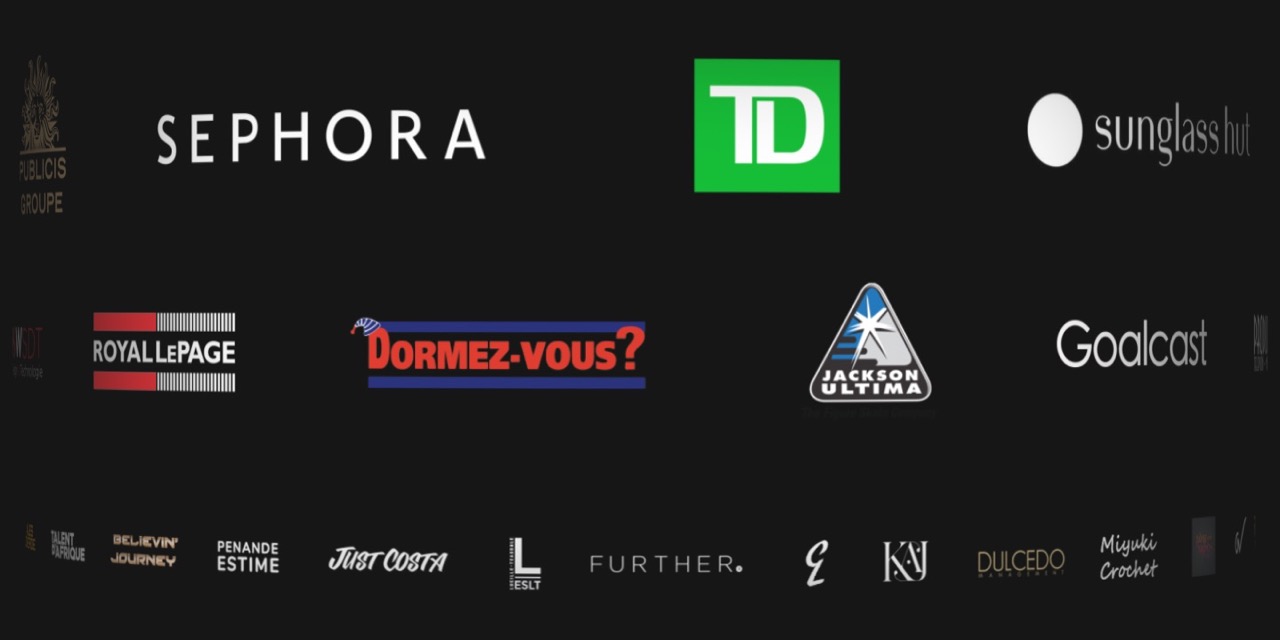 PUBLICIS
GROUPE
SEPHORA
TD
sunglass hut
ROYAL LEPAGE
DORMEZ-VOUS?
JACKSON
ULTIMA
Goalcast
TALENT
D'AFRIQUE
BELIEVIN'
JOURNEY
PENANDE
ESTIME
JUST COSTA
L
ESLT
FURTHER.
KAJ
DULCEDO
MANAGEMENT
Miyuki
Crochet